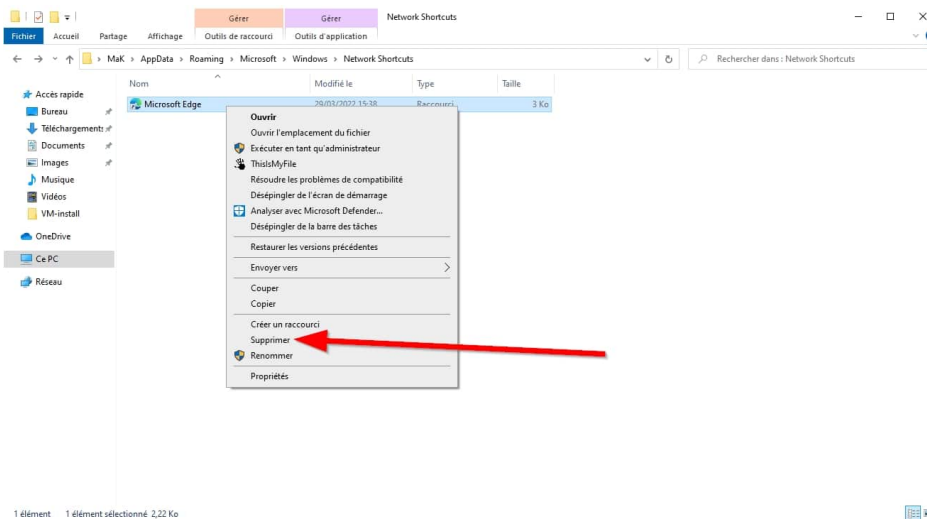 Gérer Gérer Network Shortcuts
Fichier Accueil Partage Affichage Outils de raccourci Outils d'application
MaK > AppData > Roaming > Microsoft > Windows > Network Shortcuts
Rechercher dans : Network Shortcuts
Nom Modifié le Type Taille
Accès rapide
Bureau
Téléchargements
Documents
Images
Musique
Vidéos
VM-install
OneDrive
Ce PC
Réseau
Microsoft Edge 29/03/2022 15:38 Raccourci 3 Ko
Ouvrir
Ouvrir l'emplacement du fichier
Exécuter en tant qu'administrateur
ThisIsMyFile
Résoudre les problèmes de compatibilité
Désépingler de l'écran de démarrage
Analyser avec Microsoft Defender...
Désépingler de la barre des tâches
Restaurer les versions précédentes
Envoyer vers
Couper
Copier
Créer un raccourci
Supprimer
Renommer
Propriétés
1 élément 1 élément sélectionné 2,22 Ko